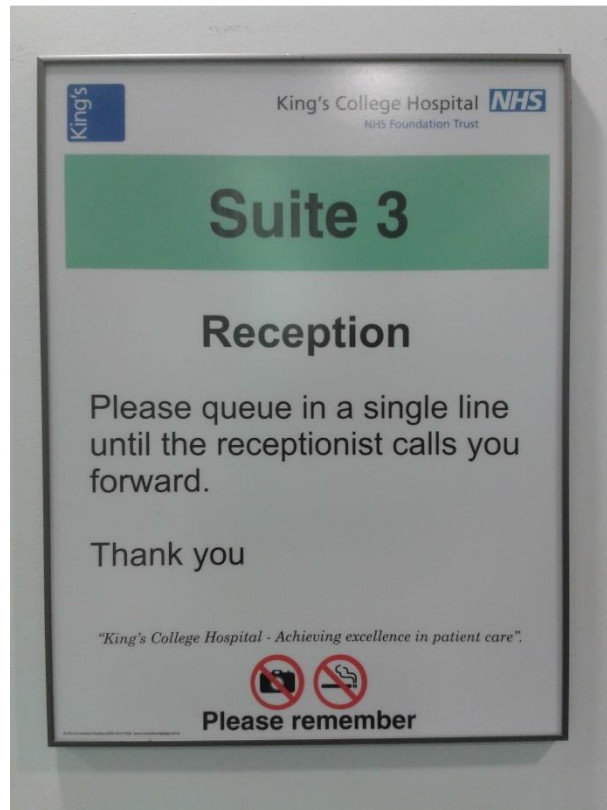 King's
King's College Hospital NHS
NHS Foundation Trust
Suite 3
Reception
Please queue in a single line
until the receptionist calls you
forward.
Thank you
"King's College Hospital - Achieving excellence in patient care".
Please remember